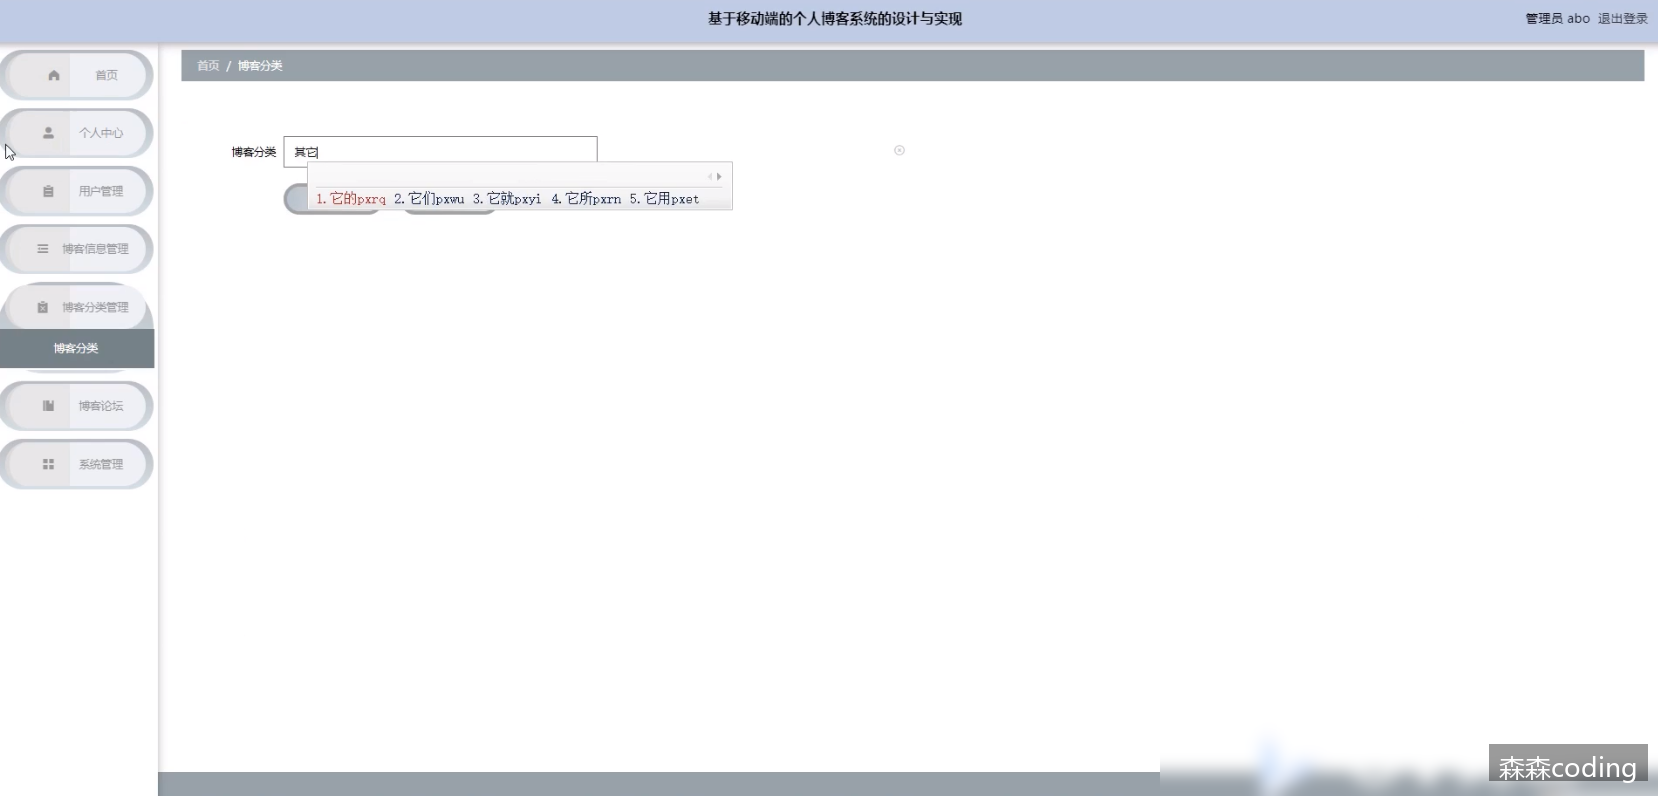 基于移动端的个人博客系统的设计与实现
管理员 abo 退出登录
首页
个人中心
用户管理
博客信息管理
博客分类管理
博客分类
博客论坛
系统管理
首页 / 博客分类
博客分类 其它
1.它的pxrq 2.它们pxwu 3.它就pxyi 4.它所pxrn 5.它用pxet
森森coding